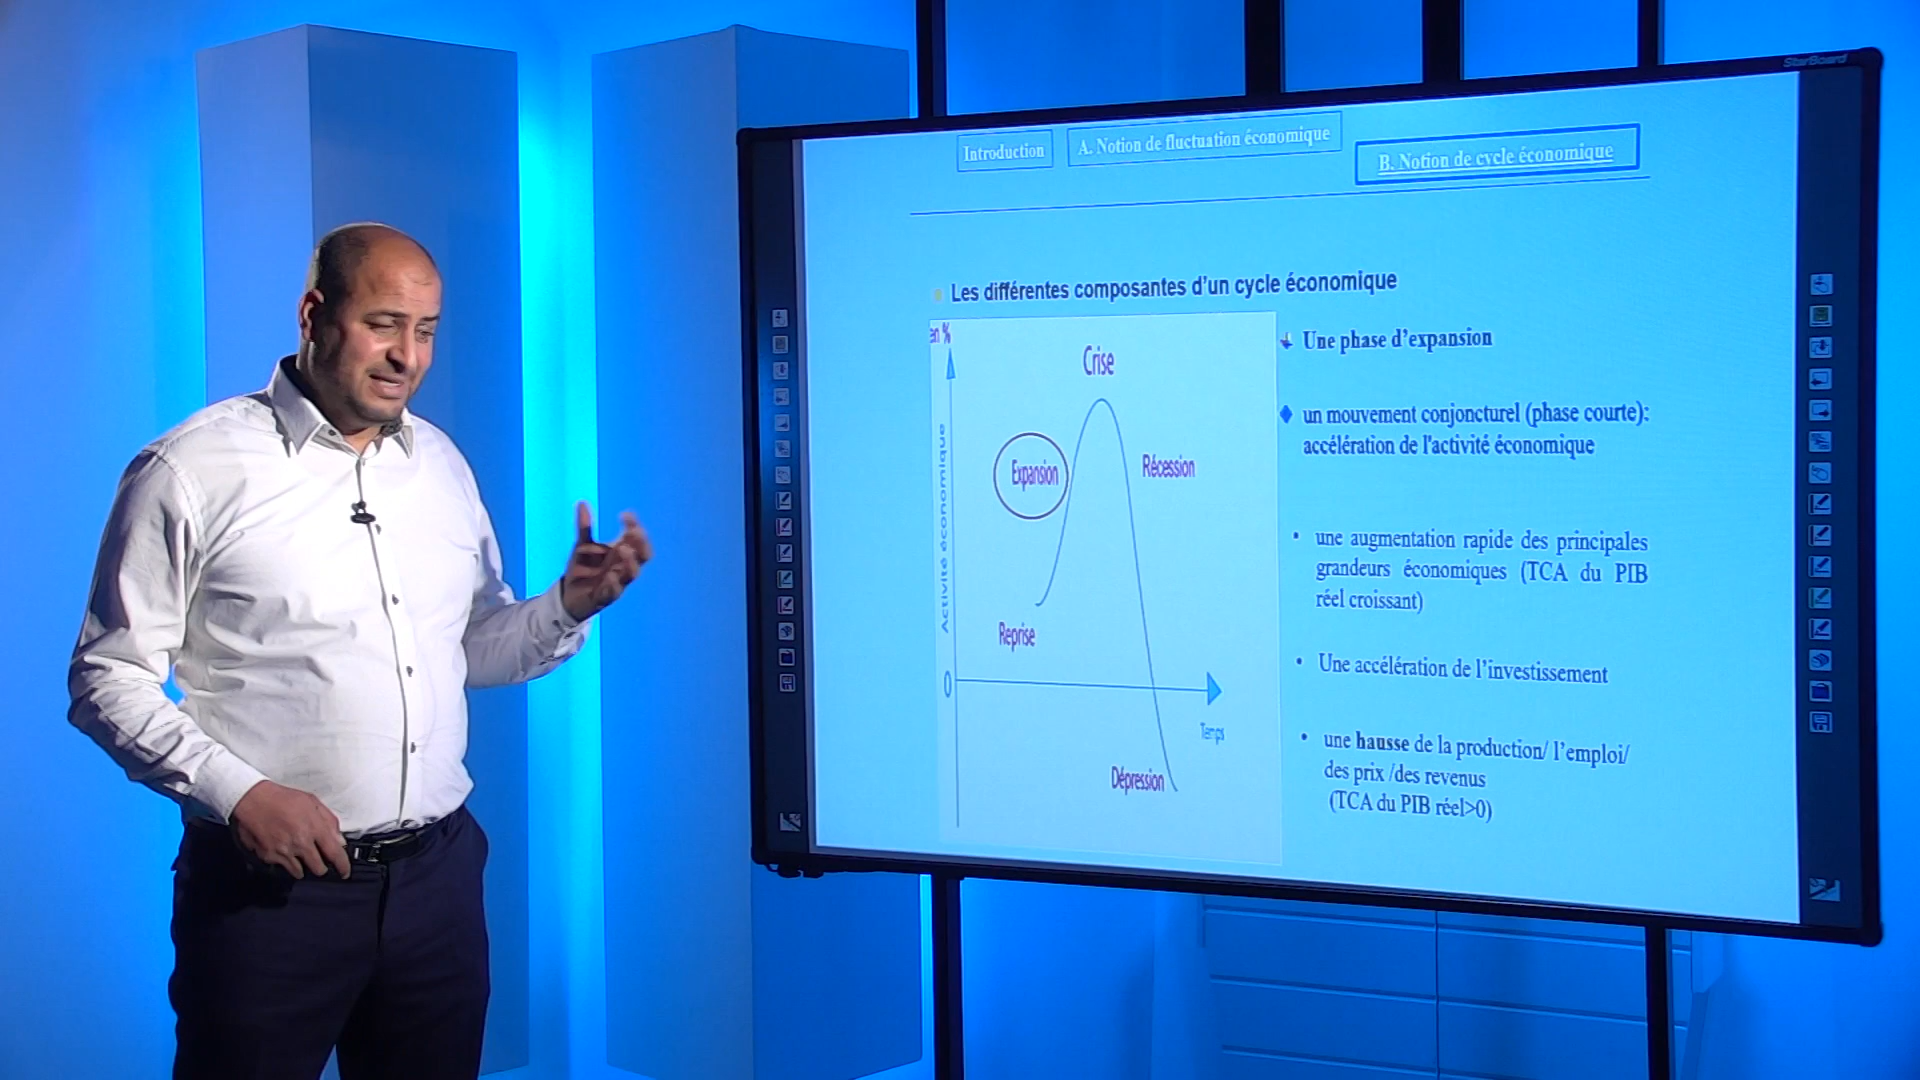 StarBoard
Introduction
A. Notion de fluctuation économique
B. Notion de cycle économique
Les différentes composantes d'un cycle économique
en %
Crise
Expansion
Récession
Activité économique
Reprise
0
Temps
Dépression
Une phase d'expansion
un mouvement conjoncturel (phase courte):
accélération de l'activité économique
une augmentation rapide des principales
grandeurs économiques (TCA du PIB
réel croissant)
Une accélération de l'investissement
une hausse de la production/ l'emploi/
des prix /des revenus
(TCA du PIB réel>0)